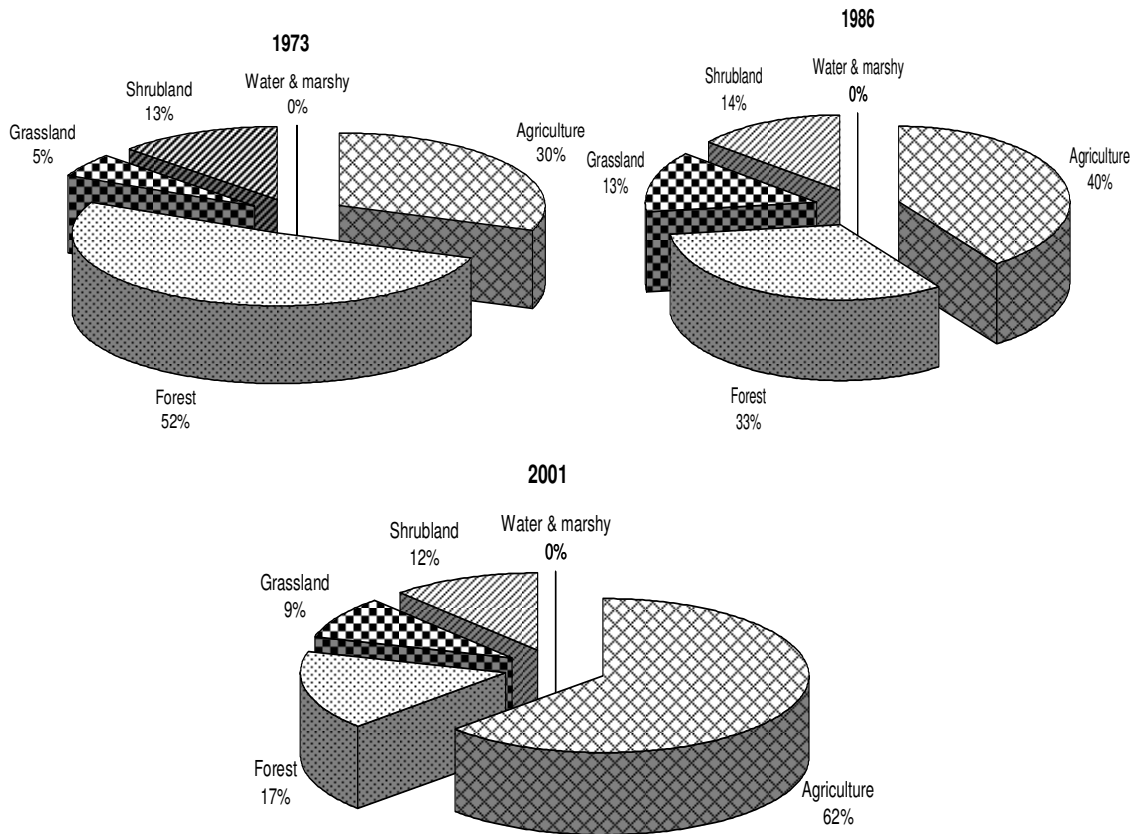 1973
Water & marshy
0%
Shrubland
13%
Grassland
5%
Agriculture
30%
Forest
52%
1986
Water & marshy
0%
Shrubland
14%
Grassland
13%
Agriculture
40%
Forest
33%
2001
Water & marshy
0%
Shrubland
12%
Grassland
9%
Forest
17%
Agriculture
62%